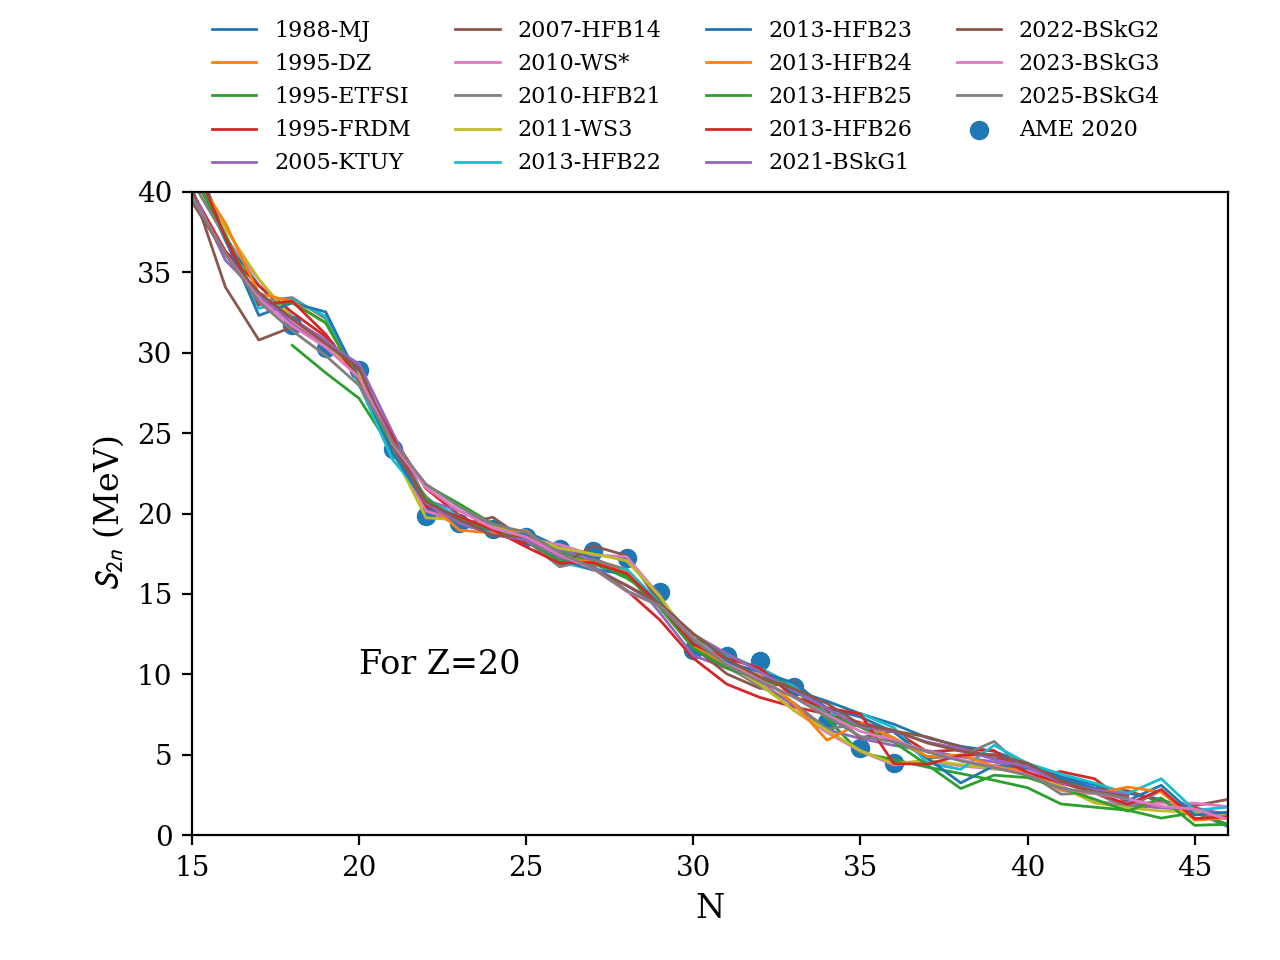 1988-MJ 2007-HFB14 2013-HFB23 2022-BSkG2
1995-DZ 2010-WS* 2013-HFB24 2023-BSkG3
1995-ETFSI 2010-HFB21 2013-HFB25 2025-BSkG4
1995-FRDM 2011-WS3 2013-HFB26 AME 2020
2005-KTUY 2013-HFB22 2021-BSkG1
40
35
30
25
20
15
10
5
0
S2n (MeV)
For Z=20
15 20 25 30 35 40 45
N